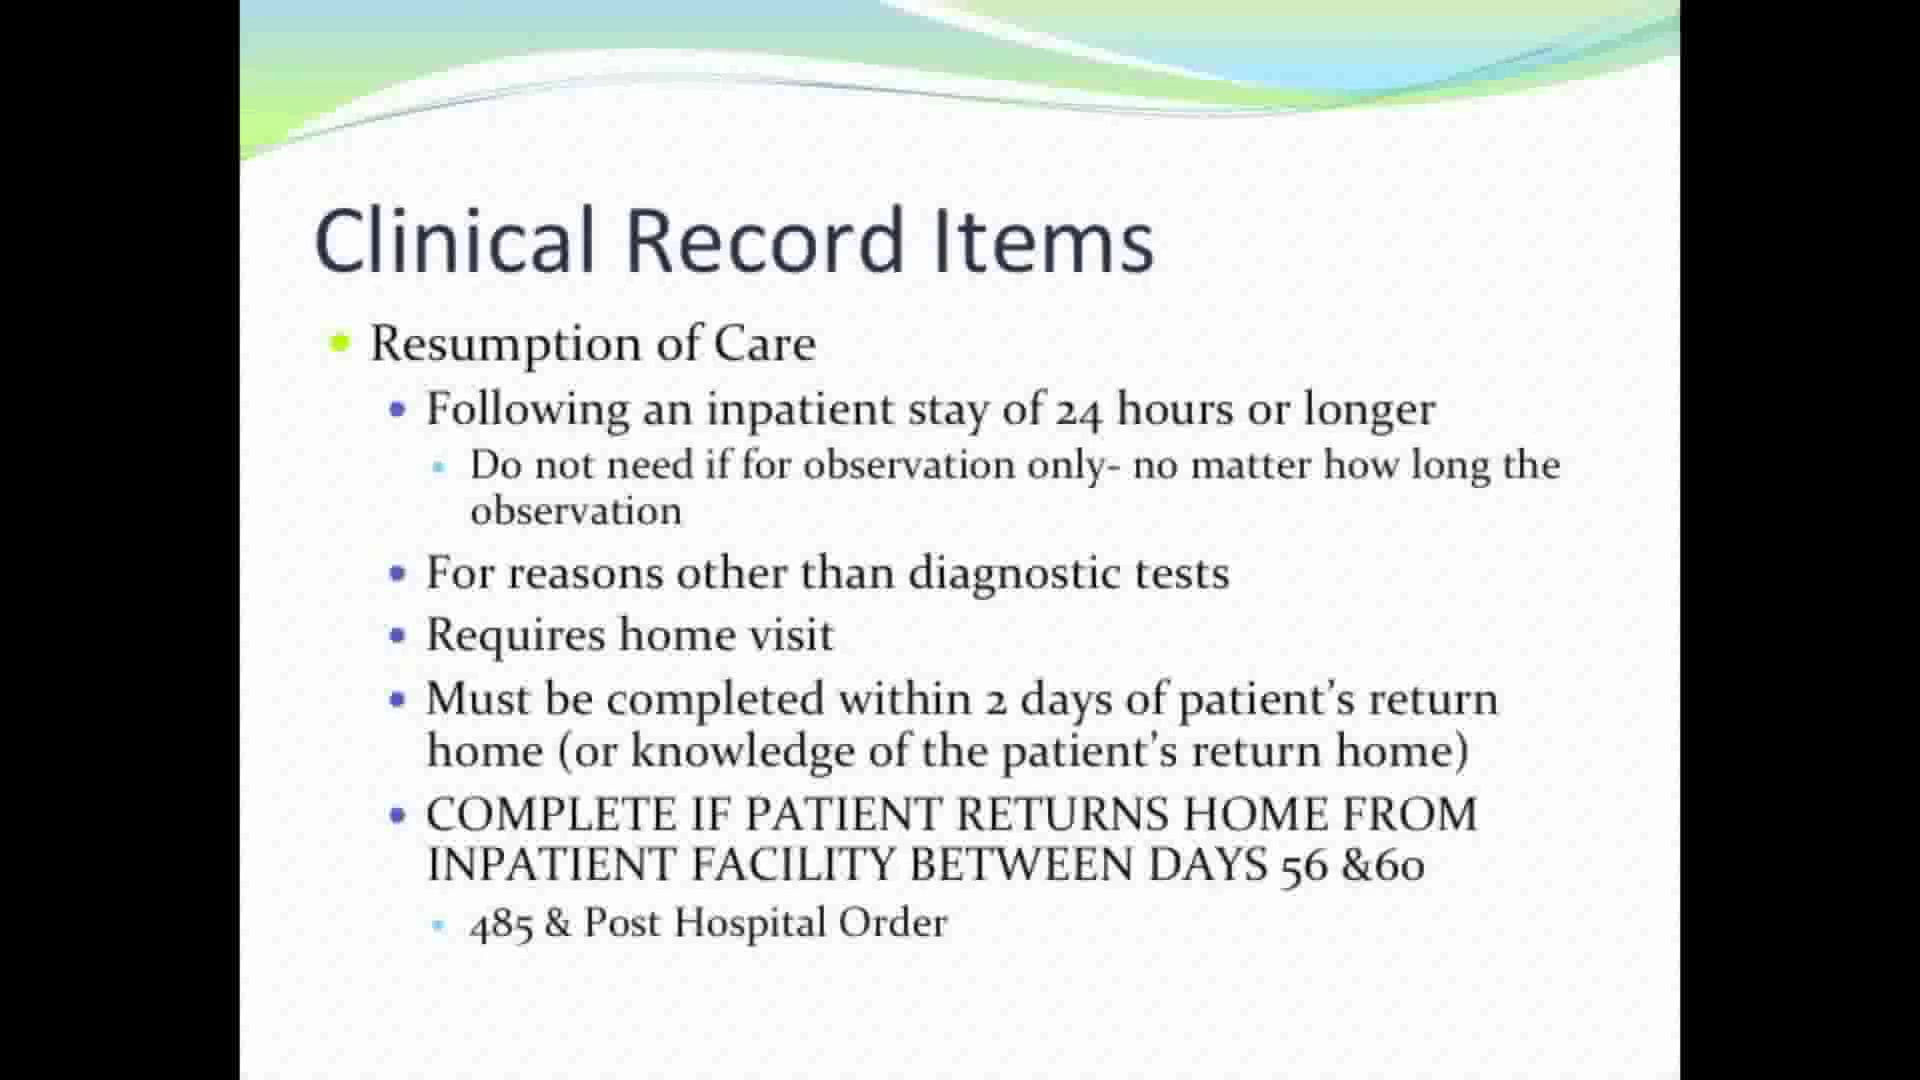 Clinical Record Items
Resumption of Care
Following an inpatient stay of 24 hours or longer
Do not need if for observation only- no matter how long the
observation
For reasons other than diagnostic tests
Requires home visit
Must be completed within 2 days of patient's return
home (or knowledge of the patient's return home)
COMPLETE IF PATIENT RETURNS HOME FROM
INPATIENT FACILITY BETWEEN DAYS 56 &60
485 & Post Hospital Order